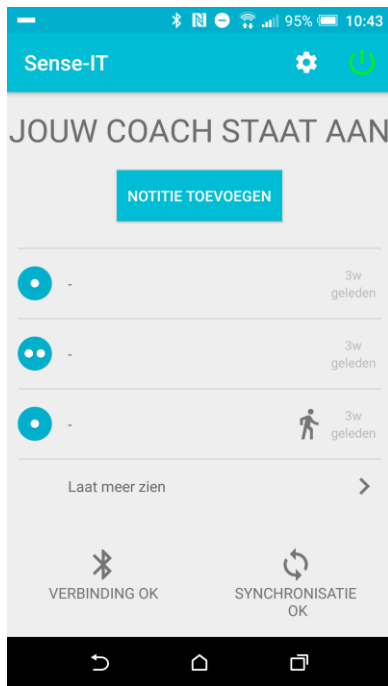 95% 10:43
Sense-IT
JOUW COACH STAAT AAN
NOTITIE TOEVOEGEN
- 3w
geleden
- 3w
geleden
- 3w
geleden
Laat meer zien
VERBINDING OK
SYNCHRONISATIE
OK